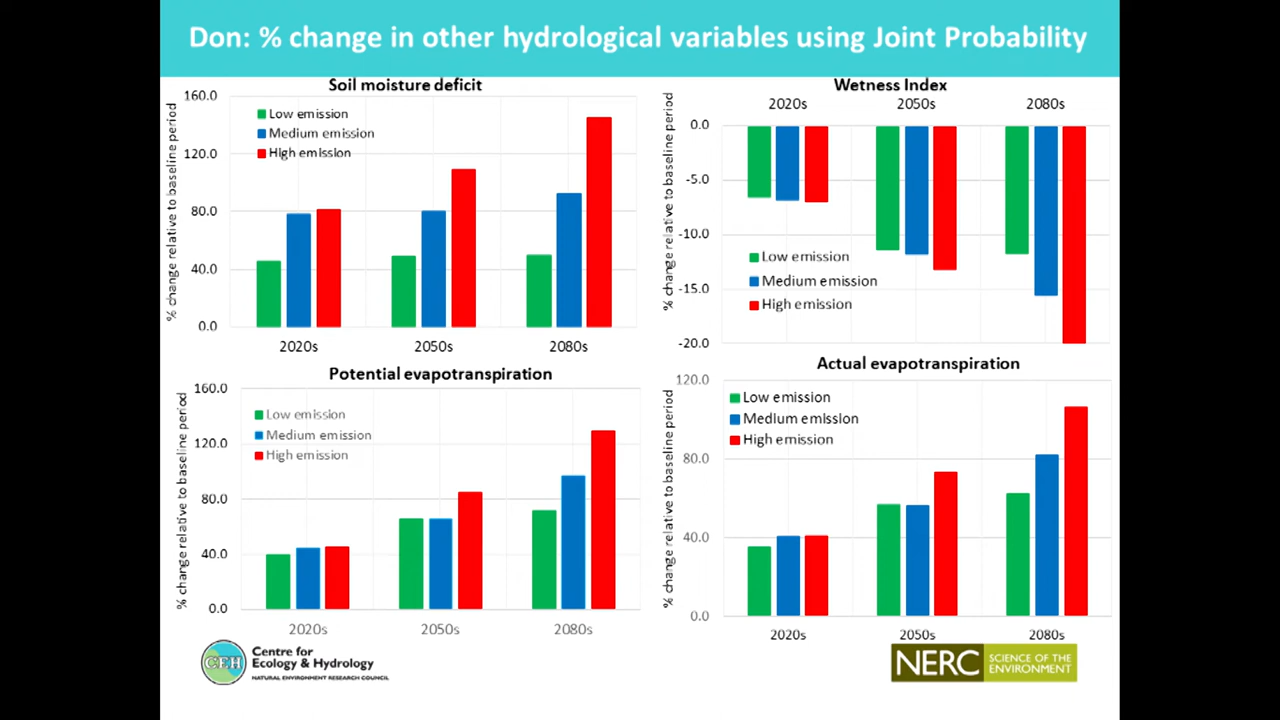 Don: % change in other hydrological variables using Joint Probability
Soil moisture deficit
% change relative to baseline period
160.0
120.0
80.0
40.0
0.0
Low emission
Medium emission
High emission
2020s
2050s
2080s
Wetness Index
2020s
2050s
2080s
% change relative to baseline period
0.0
-5.0
-10.0
-15.0
-20.0
Low emission
Medium emission
High emission
Potential evapotranspiration
% change relative to baseline period
160.0
120.0
80.0
40.0
0.0
Low emission
Medium emission
High emission
2020s
2050s
2080s
Actual evapotranspiration
% change relative to baseline period
120.0
80.0
40.0
0.0
Low emission
Medium emission
High emission
2020s
2050s
2080s
CEH
Centre for
Ecology & Hydrology
NATURAL ENVIRONMENT RESEARCH COUNCIL
NERC
SCIENCE OF THE
ENVIRONMENT